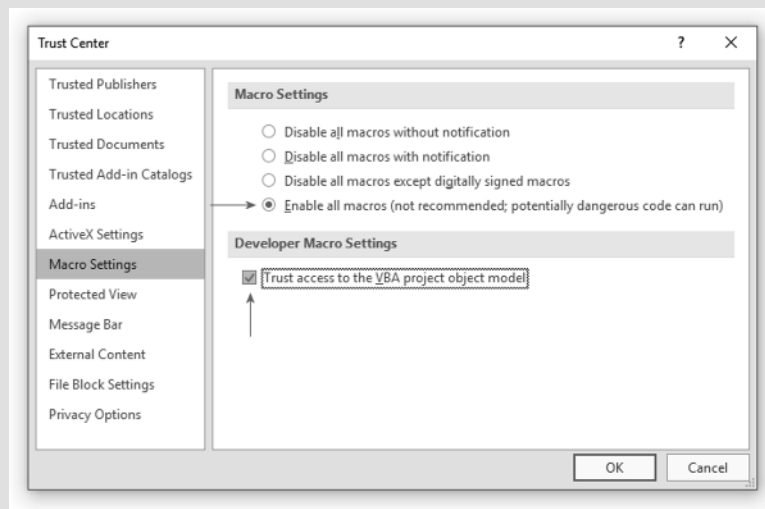 Trust Center
?
Trusted Publishers
Trusted Locations
Trusted Documents
Trusted Add-in Catalogs
Add-ins
ActiveX Settings
Macro Settings
Protected View
Message Bar
External Content
File Block Settings
Privacy Options
Macro Settings
Disable all macros without notification
Disable all macros with notification
Disable all macros except digitally signed macros
Enable all macros (not recommended; potentially dangerous code can run)
Developer Macro Settings
Trust access to the VBA project object model
OK
Cancel